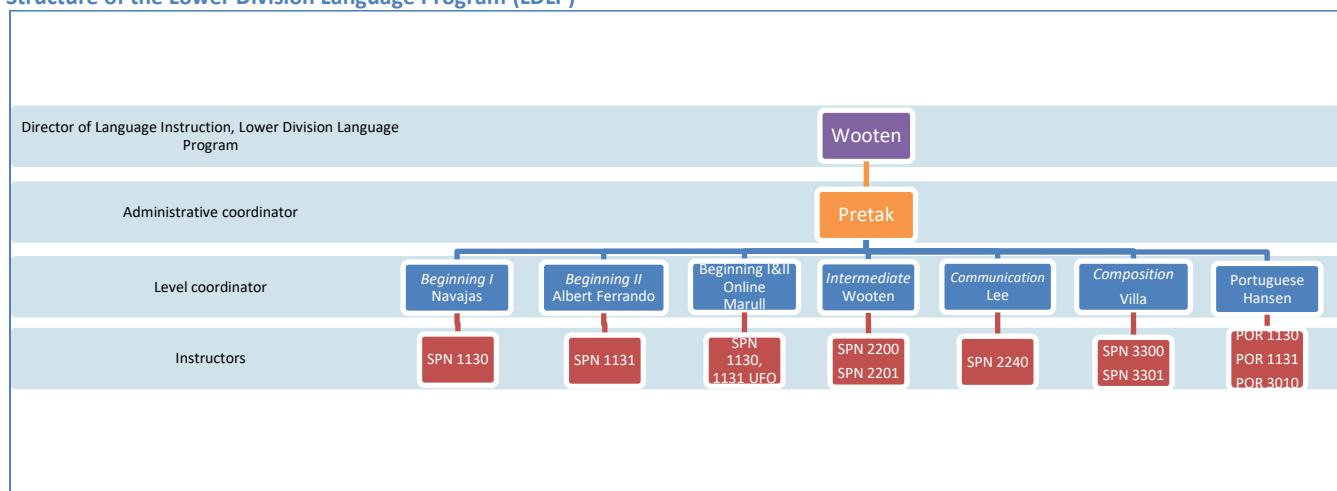 Structure of the Lower Division Language Program (LDLP)
Director of Language Instruction, Lower Division Language
Program
Wooten
Administrative coordinator
Pretak
Level coordinator
Beginning I
Navajas
Beginning II
Albert Ferrando
Beginning I&II
Online
Marull
Intermediate
Wooten
Communication
Lee
Composition
Villa
Portuguese
Hansen
Instructors
SPN 1130
SPN 1131
SPN
1130,
1131 UFO
SPN 2200
SPN 2201
SPN 2240
SPN 3300
SPN 3301
POR 1130
POR 1131
POR 3010